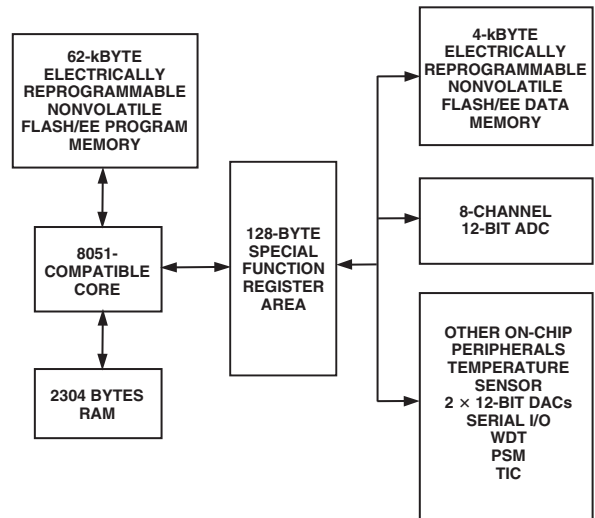 62-kBYTE
ELECTRICALLY
REPROGRAMMABLE
NONVOLATILE
FLASH/EE PROGRAM
MEMORY
8051-
COMPATIBLE
CORE
2304 BYTES
RAM
128-BYTE
SPECIAL
FUNCTION
REGISTER
AREA
4-kBYTE
ELECTRICALLY
REPROGRAMMABLE
NONVOLATILE
FLASH/EE DATA
MEMORY
8-CHANNEL
12-BIT ADC
OTHER ON-CHIP
PERIPHERALS
TEMPERATURE
SENSOR
2 × 12-BIT DACs
SERIAL I/O
WDT
PSM
TIC